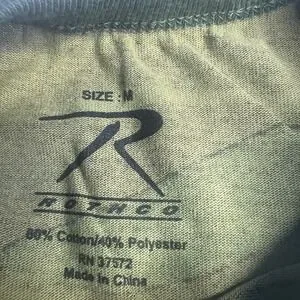 SIZE : M
R
ROTHCO
60% Cotton/40% Polyester
RN 37572
Made in China